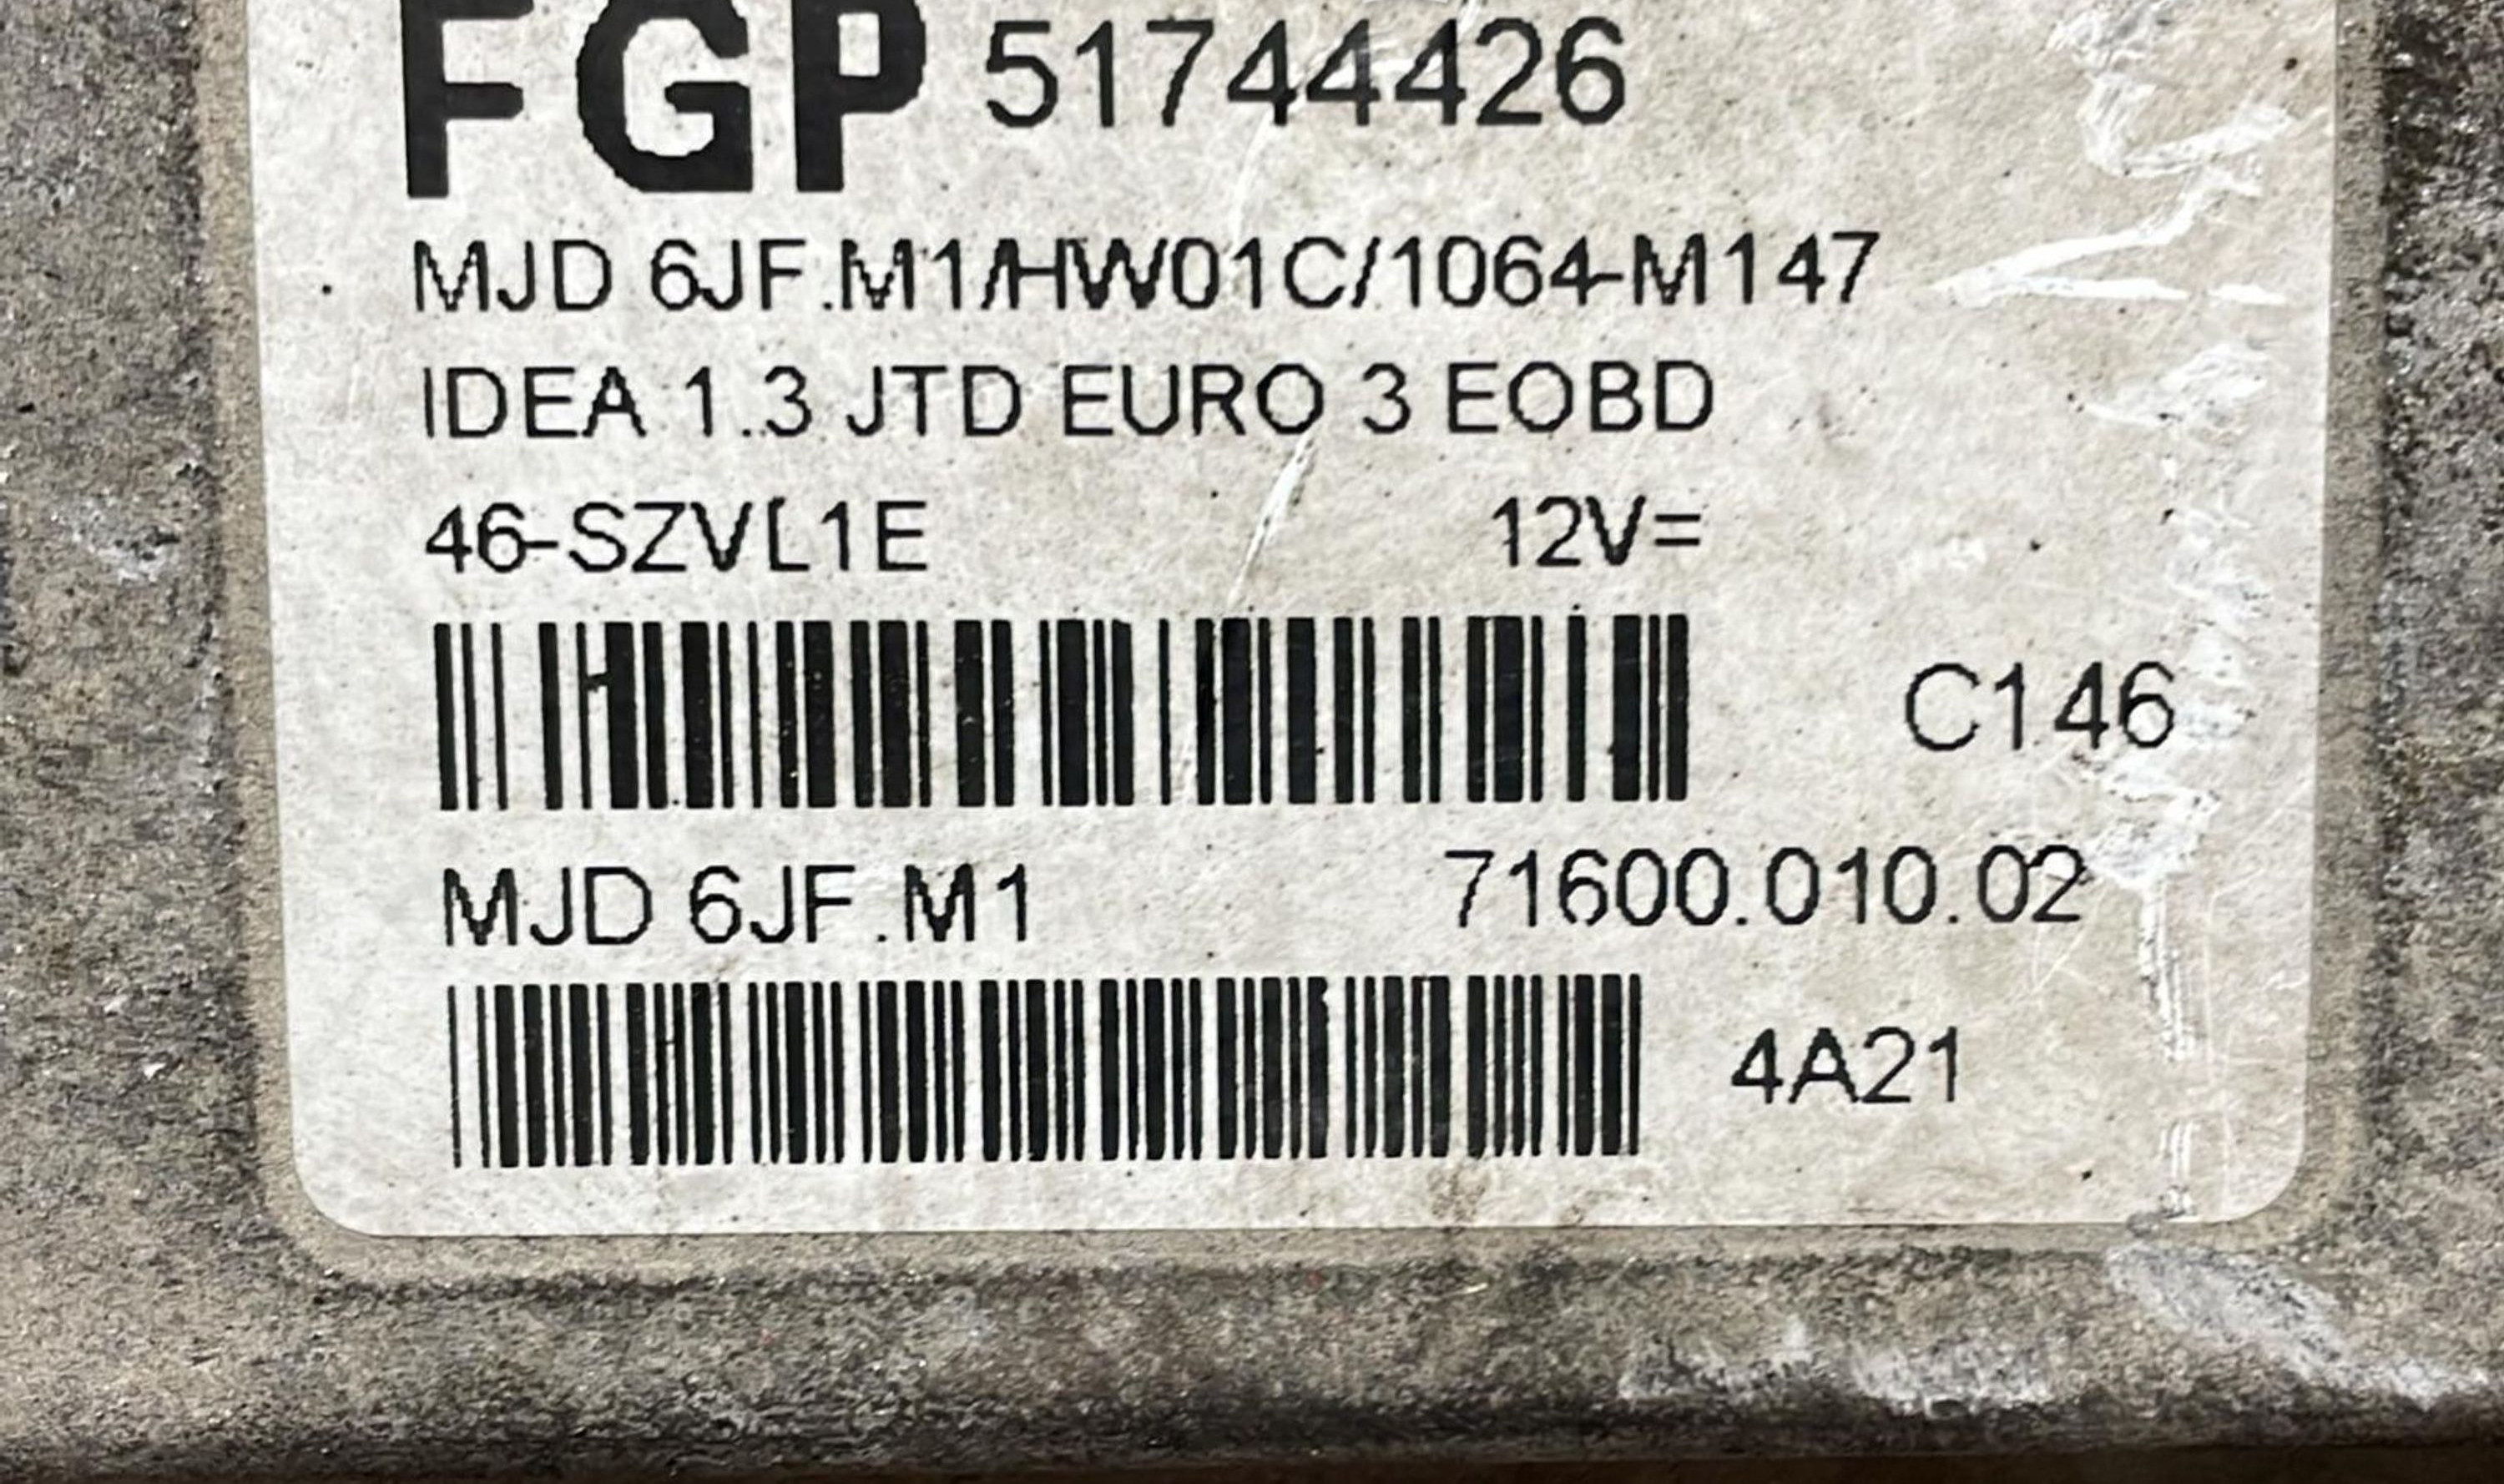 FGP 51744426
MJD 6JF.M1/HW01C/1064-M147
IDEA 1.3 JTD EURO 3 EOBD
46-SZVL1E 12V=
C146
MJD 6JF.M1 71600.010.02
4A21